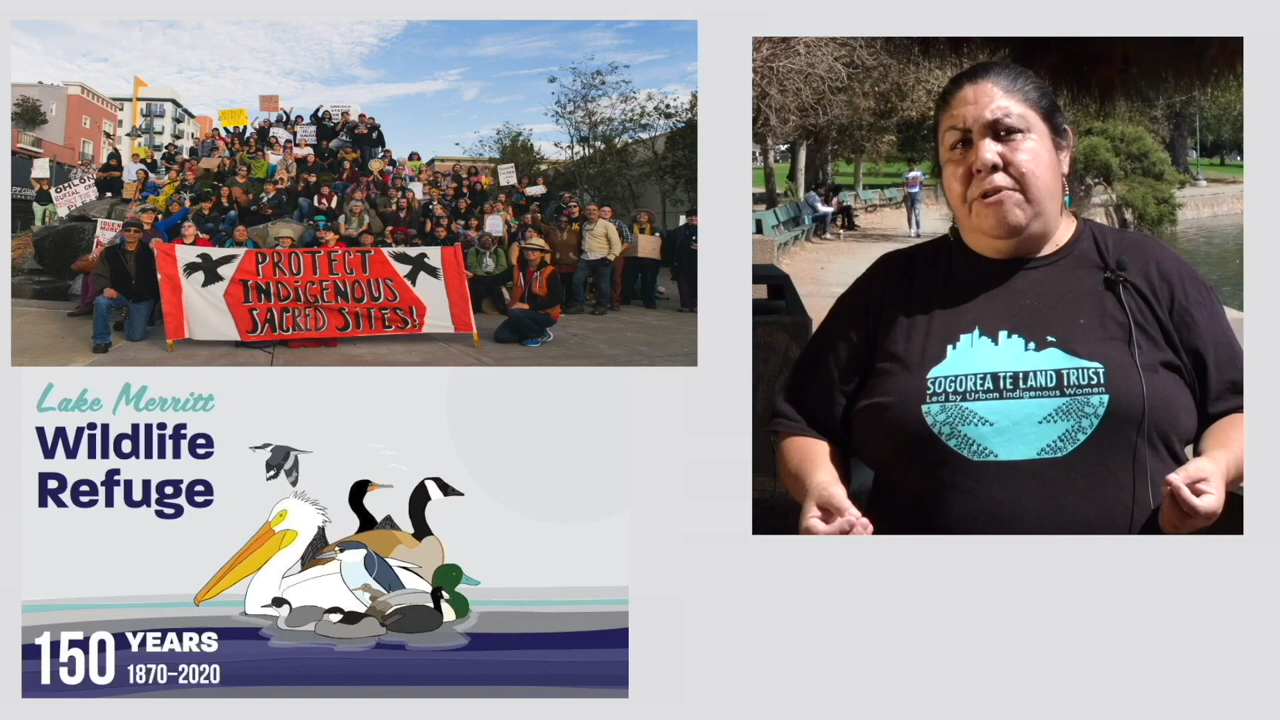 PROTECT
INDIGENOUS
SACRED SITES!
Lake Merritt
Wildlife
Refuge
150 YEARS
1870–2020
SOGOREA TE LAND TRUST
Led by Urban Indigenous Women